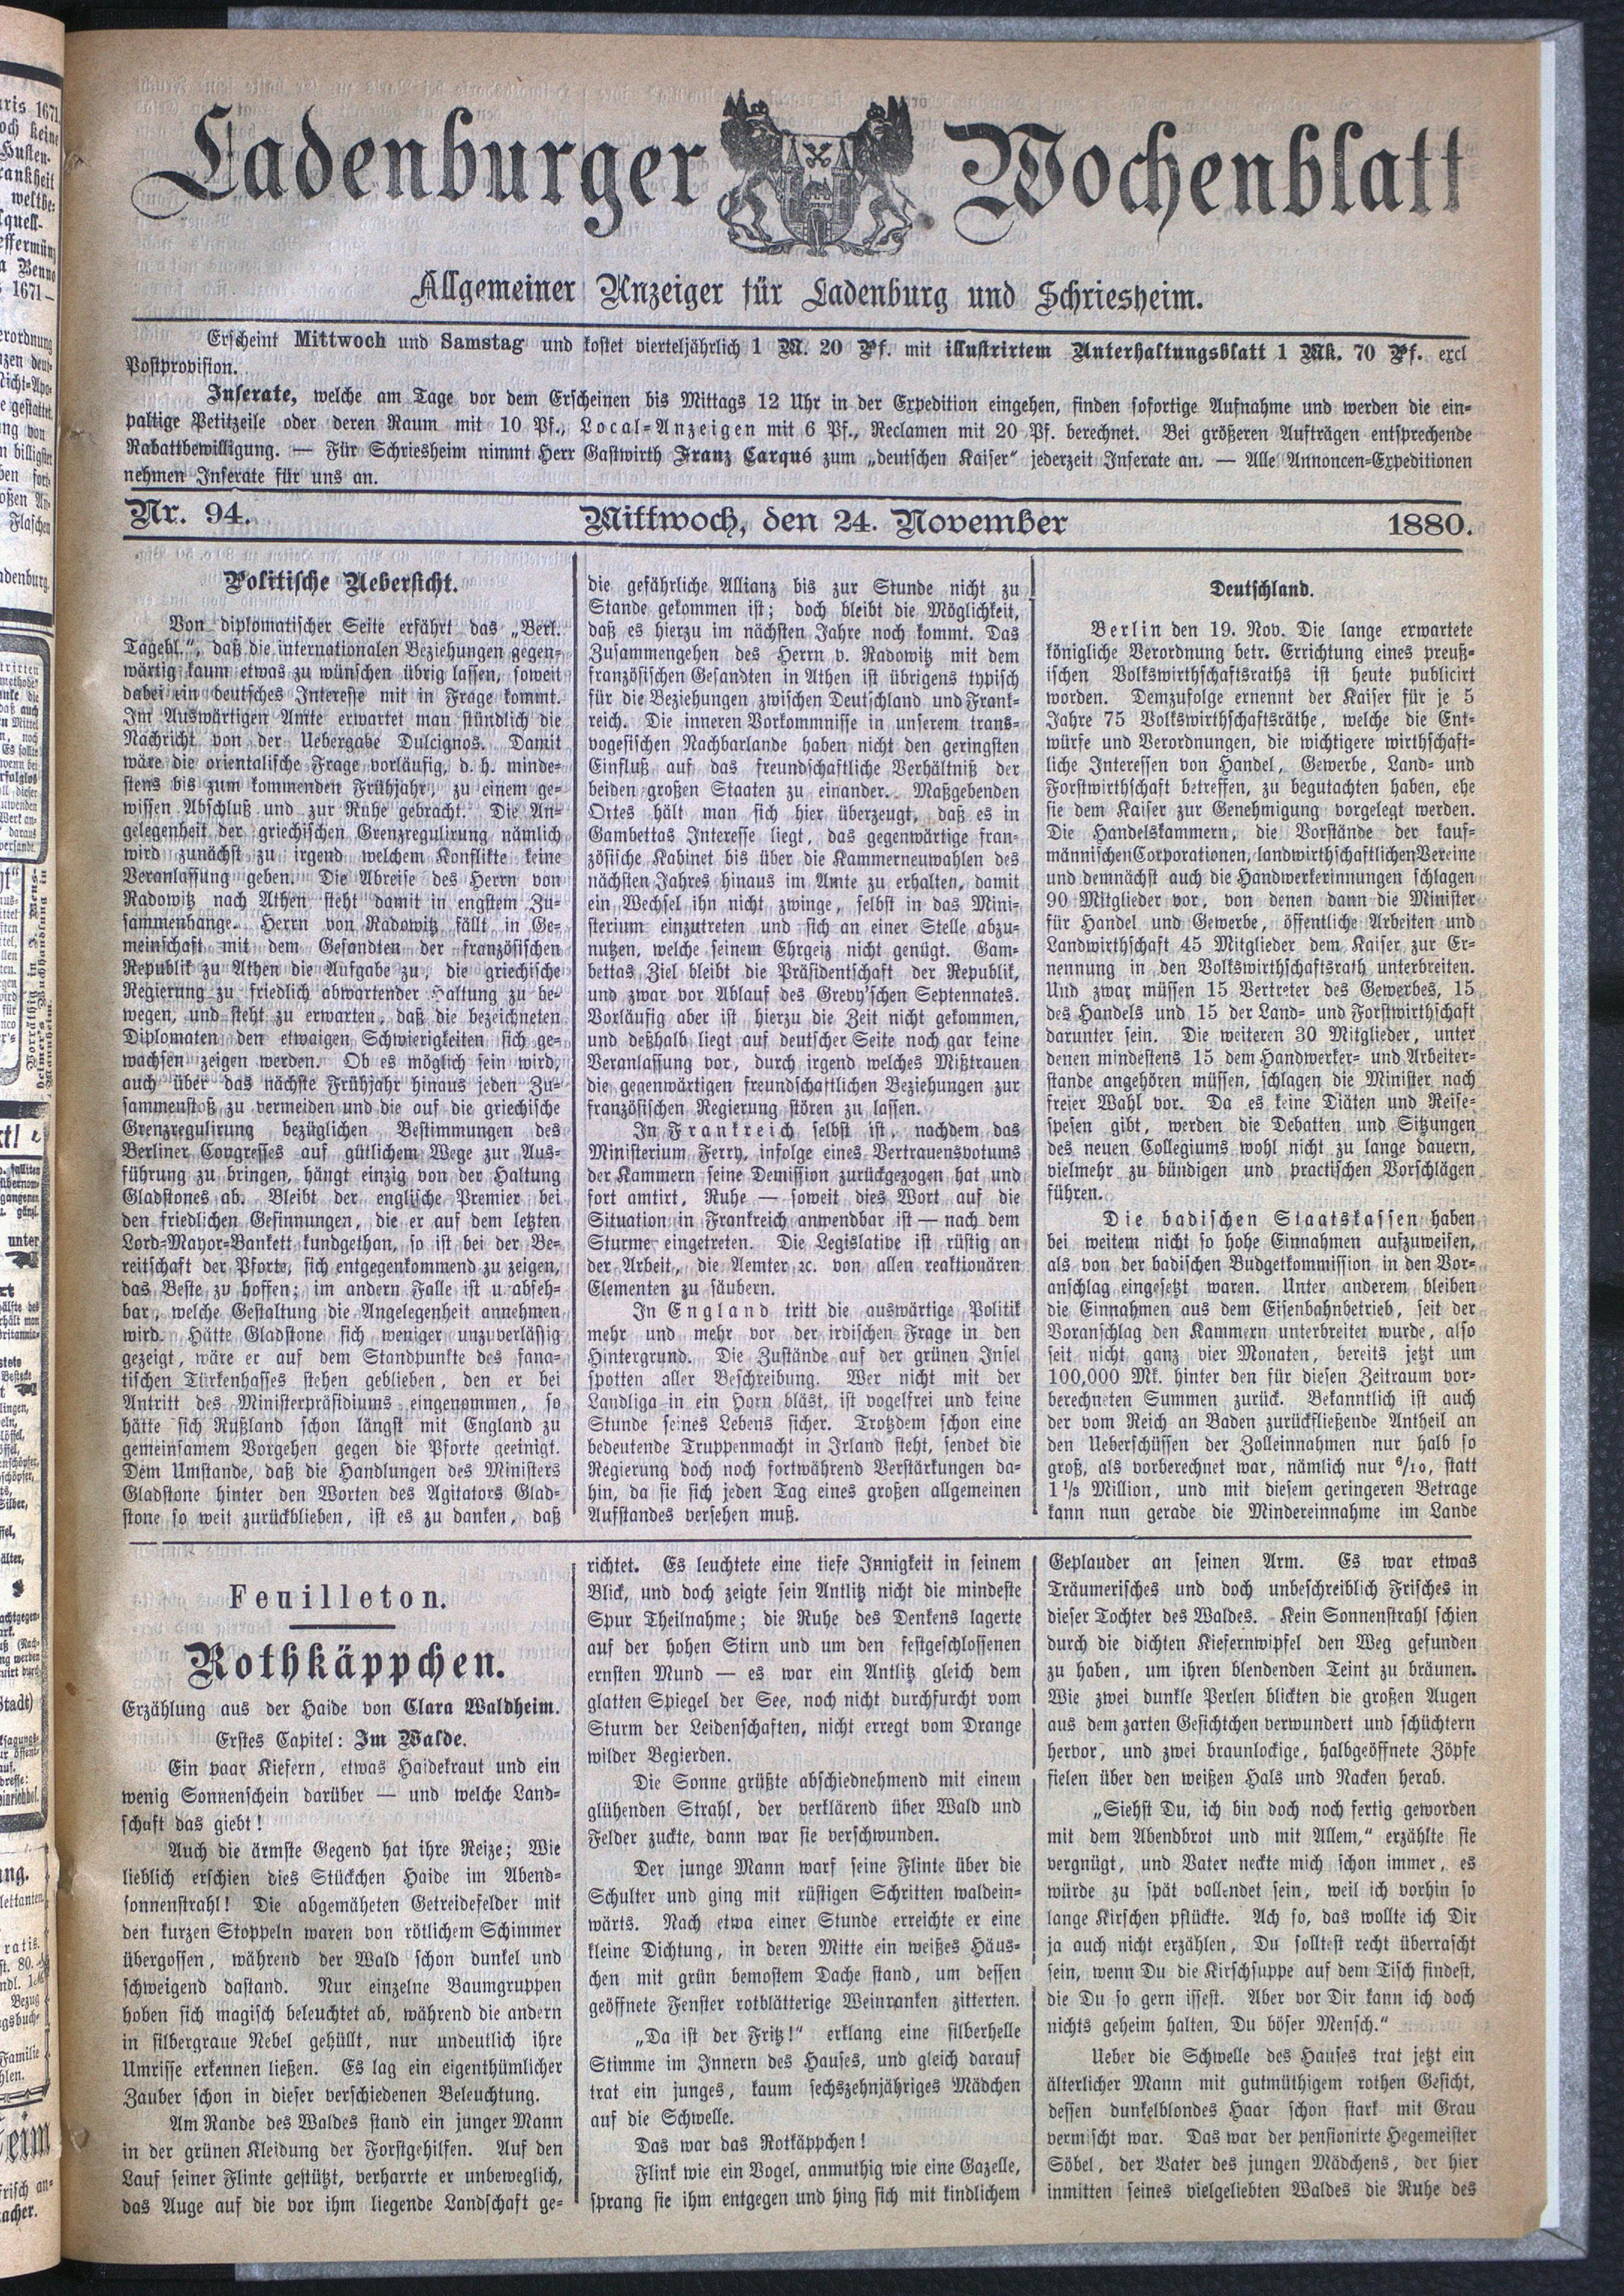 Ladenburger Wochenblatt
Allgemeiner Anzeiger für Ladenburg und Schriesheim.
Erscheint Mittwoch und Samstag und kostet vierteljährlich 1 M. 20 Pf. mit illustrirtem Unterhaltungsblatt 1 Mk. 70 Pf. excl
Postprovision.
Inserate, welche am Tage vor dem Erscheinen bis Mittags 12 Uhr in der Expedition eingehen, finden sofortige Aufnahme und werden die ein-
paltige Petitzeile oder deren Raum mit 10 Pf., Local-Anzeigen mit 6 Pf., Reclamen mit 20 Pf. berechnet. Bei größeren Aufträgen entsprechende
Rabattbewilligung. — Für Schriesheim nimmt Herr Gastwirth Franz Carqué zum „deutschen Kaiser“ jederzeit Inserate an. — Alle Annoncen-Expeditionen
nehmen Inserate für uns an.
Nr. 94. Mittwoch, den 24. November 1880.
Politische Uebersicht.
Von diplomatischer Seite erfährt das „Berl.
Tagebl.“, daß die internationalen Beziehungen gegen-
wärtig kaum etwas zu wünschen übrig lassen, soweit
dabei ein deutsches Interesse mit in Frage kommt.
Im Auswärtigen Amte erwartet man stündlich die
Nachricht von der Uebergabe Dulcignos. Damit
wäre die orientalische Frage vorläufig, d. h. minde-
stens bis zum kommenden Frühjahr, zu einem ge-
wissen Abschluß und zur Ruhe gebracht. Die An-
gelegenheit der griechischen Grenzregulirung nämlich
wird zunächst zu irgend welchem Konflikte keine
Veranlassung geben. Die Abreise des Herrn von
Radowitz nach Athen steht damit in engstem Zu-
sammenhange. Herrn von Radowitz fällt in Ge-
meinschaft mit dem Gesandten der französischen
Republik zu Athen die Aufgabe zu, die griechische
Regierung zu friedlich abwartender Haltung zu be-
wegen, und steht zu erwarten, daß die bezeichneten
Diplomaten den etwaigen Schwierigkeiten sich ge-
wachsen zeigen werden. Ob es möglich sein wird,
auch über das nächste Frühjahr hinaus jeden Zu-
sammenstoß zu vermeiden und die auf die griechische
Grenzregulirung bezüglichen Bestimmungen des
Berliner Congresses auf gütlichem Wege zur Aus-
führung zu bringen, hängt einzig von der Haltung
Gladstones ab. Bleibt der englische Premier bei
den friedlichen Gesinnungen, die er auf dem letzten
Lord-Mayor-Bankett kundgethan, so ist bei der Be-
reitschaft der Pforte, sich entgegenkommend zu zeigen,
das Beste zu hoffen; im andern Falle ist u abseh-
bar, welche Gestaltung die Angelegenheit annehmen
wird. Hätte Gladstone sich weniger unzuverlässig
gezeigt, wäre er auf dem Standpunkte des fana-
tischen Türkenhasses stehen geblieben, den er bei
Antritt des Ministerpräsidiums eingenommen, so
hätte sich Rußland schon längst mit England zu
gemeinsamem Vorgehen gegen die Pforte geeinigt.
Dem Umstande, daß die Handlungen des Ministers
Gladstone hinter den Worten des Agitators Glad-
stone so weit zurückblieben, ist es zu danken, daß
die gefährliche Allianz bis zur Stunde nicht zu
Stande gekommen ist; doch bleibt die Möglichkeit,
daß es hierzu im nächsten Jahre noch kommt. Das
Zusammengehen des Herrn v. Radowitz mit dem
französischen Gesandten in Athen ist übrigens typisch
für die Beziehungen zwischen Deutschland und Frank-
reich. Die inneren Vorkommnisse in unserem trans-
vogesischen Nachbarlande haben nicht den geringsten
Einfluß auf das freundschaftliche Verhältniß der
beiden großen Staaten zu einander. Maßgebenden
Ortes hält man sich hier überzeugt, daß es in
Gambettas Interesse liegt, das gegenwärtige fran-
zösische Kabinet bis über die Kammerneuwahlen des
nächsten Jahres hinaus im Amte zu erhalten, damit
ein Wechsel ihn nicht zwinge, selbst in das Mini-
sterium einzutreten und sich an einer Stelle abzu-
nutzen, welche seinem Ehrgeiz nicht genügt. Gam-
bettas Ziel bleibt die Präsidentschaft der Republik,
und zwar vor Ablauf des Grevy'schen Septennates.
Vorläufig aber ist hierzu die Zeit nicht gekommen,
und deßhalb liegt auf deutscher Seite noch gar keine
Veranlassung vor, durch irgend welches Mißtrauen
die gegenwärtigen freundschaftlichen Beziehungen zur
französischen Regierung stören zu lassen.
In Frankreich selbst ist, nachdem das
Ministerium Ferry, infolge eines Vertrauensvotums
der Kammern seine Demission zurückgezogen hat und
fort amtirt, Ruhe — soweit dies Wort auf die
Situation in Frankreich anwendbar ist — nach dem
Sturme eingetreten. Die Legislative ist rüstig an
der Arbeit, die Aemter ꝛc. von allen reaktionären
Elementen zu säubern.
In England tritt die auswärtige Politik
mehr und mehr vor der irdischen Frage in den
Hintergrund. Die Zustände auf der grünen Insel
spotten aller Beschreibung. Wer nicht mit der
Landliga in ein Horn bläst, ist vogelfrei und keine
Stunde seines Lebens sicher. Trotzdem schon eine
bedeutende Truppenmacht in Irland steht, sendet die
Regierung doch noch fortwährend Verstärkungen da-
hin, da sie sich jeden Tag eines großen allgemeinen
Aufstandes versehen muß.
Deutschland.
Berlin den 19. Nov. Die lange erwartete
königliche Verordnung betr. Errichtung eines preuß-
ischen Volkswirthschaftsraths ist heute publicirt
worden. Demzufolge ernennt der Kaiser für je 5
Jahre 75 Volkswirthschaftsräthe, welche die Ent-
würfe und Verordnungen, die wichtigere wirthschaft-
liche Interessen von Handel, Gewerbe, Land- und
Forstwirthschaft betreffen, zu begutachten haben, ehe
sie dem Kaiser zur Genehmigung vorgelegt werden.
Die Handelskammern, die Vorstände der kauf-
männischen Corporationen, landwirthschaftlichen Vereine
und demnächst auch die Handwerkerinnungen schlagen
90 Mitglieder vor, von denen dann die Minister
für Handel und Gewerbe, öffentliche Arbeiten und
Landwirthschaft 45 Mitglieder dem Kaiser zur Er-
nennung in den Volkswirthschaftsrath unterbreiten.
Und zwar müssen 15 Vertreter des Gewerbes, 15
des Handels und 15 der Land- und Forstwirthschaft
darunter sein. Die weiteren 30 Mitglieder, unter
denen mindestens 15 dem Handwerker- und Arbeiter-
stande angehören müssen, schlagen die Minister nach
freier Wahl vor. Da es keine Diäten und Reise-
spesen gibt, werden die Debatten und Sitzungen
des neuen Collegiums wohl nicht zu lange dauern,
vielmehr zu bündigen und practischen Vorschlägen
führen.
Die badischen Staatskassen haben
bei weitem nicht so hohe Einnahmen aufzuweisen,
als von der badischen Budgetkommission in den Vor-
anschlag eingesetzt waren. Unter anderem bleiben
die Einnahmen aus dem Eisenbahnbetrieb, seit der
Voranschlag den Kammern unterbreitet wurde, also
seit nicht ganz vier Monaten, bereits jetzt um
100,000 Mk. hinter den für diesen Zeitraum vor-
berechneten Summen zurück. Bekanntlich ist auch
der vom Reich an Baden zurückfließende Antheil an
den Ueberschüssen der Zolleinnahmen nur halb so
groß, als vorberechnet war, nämlich nur 6/10, statt
1 1/3 Million, und mit diesem geringeren Betrage
kann nun gerade die Mindereinnahme im Lande
Feuilleton.
Rothkäppchen.
Erzählung aus der Haide von Clara Waldheim.
Erstes Capitel: Im Walde.
Ein paar Kiefern, etwas Haidekraut und ein
wenig Sonnenschein darüber — und welche Land-
schaft das giebt!
Auch die ärmste Gegend hat ihre Reize; Wie
lieblich erschien dies Stückchen Haide im Abend-
sonnenstrahl! Die abgemäheten Getreidefelder mit
den kurzen Stoppeln waren von rötlichem Schimmer
übergossen, während der Wald schon dunkel und
schweigend dastand. Nur einzelne Baumgruppen
hoben sich magisch beleuchtet ab, während die andern
in silbergraue Nebel gehüllt, nur undeutlich ihre
Umrisse erkennen ließen. Es lag ein eigenthümlicher
Zauber schon in dieser verschiedenen Beleuchtung.
Am Rande des Waldes stand ein junger Mann
in der grünen Kleidung der Forstgehilfen. Auf den
Lauf seiner Flinte gestützt, verharrte er unbeweglich,
das Auge auf die vor ihm liegende Landschaft ge-
richtet. Es leuchtete eine tiefe Innigkeit in seinem
Blick, und doch zeigte sein Antlitz nicht die mindeste
Spur Theilnahme; die Ruhe des Denkens lagerte
auf der hohen Stirn und um den festgeschlossenen
ernsten Mund — es war ein Antlitz gleich dem
glatten Spiegel der See, noch nicht durchfurcht vom
Sturm der Leidenschaften, nicht erregt vom Drange
wilder Begierden.
Die Sonne grüßte abschiednehmend mit einem
glühenden Strahl, der verklärend über Wald und
Felder zuckte, dann war sie verschwunden.
Der junge Mann warf seine Flinte über die
Schulter und ging mit rüstigen Schritten waldein-
wärts. Nach etwa einer Stunde erreichte er eine
kleine Dichtung, in deren Mitte ein weißes Häus-
chen mit grün bemostem Dache stand, um dessen
geöffnete Fenster rotblätterige Weinranken zitterten.
„Da ist der Fritz!“ erklang eine silberhelle
Stimme im Innern des Hauses, und gleich darauf
trat ein junges, kaum sechszehnjähriges Mädchen
auf die Schwelle.
Das war das Rotkäppchen!
Flink wie ein Vogel, anmuthig wie eine Gazelle,
sprang sie ihm entgegen und hing sich mit kindlichem
Geplauder an seinen Arm. Es war etwas
Träumerisches und doch unbeschreiblich Frisches in
dieser Tochter des Waldes. Kein Sonnenstrahl schien
durch die dichten Kiefernwipfel den Weg gefunden
zu haben, um ihren blendenden Teint zu bräunen.
Wie zwei dunkle Perlen blickten die großen Augen
aus dem zarten Gesichtchen verwundert und schüchtern
hervor, und zwei braunlockige, halbgeöffnete Zöpfe
fielen über den weißen Hals und Nacken herab.
„Siehst Du, ich bin doch noch fertig geworden
mit dem Abendbrot und mit Allem,“ erzählte sie
vergnügt, und Vater neckte mich schon immer, es
würde zu spät vollendet sein, weil ich vorhin so
lange Kirschen pflückte. Ach so, das wollte ich Dir
ja auch nicht erzählen, Du solltest recht überrascht
sein, wenn Du die Kirschsuppe auf dem Tisch findest,
die Du so gern issest. Aber vor Dir kann ich doch
nichts geheim halten, Du böser Mensch.“
Ueber die Schwelle des Hauses trat jetzt ein
älterlicher Mann mit gutmüthigem rothen Gesicht,
dessen dunkelblondes Haar schon stark mit Grau
vermischt war. Das war der pensionirte Hegemeister
Söbel, der Vater des jungen Mädchens, der hier
inmitten seines vielgeliebten Waldes die Ruhe des